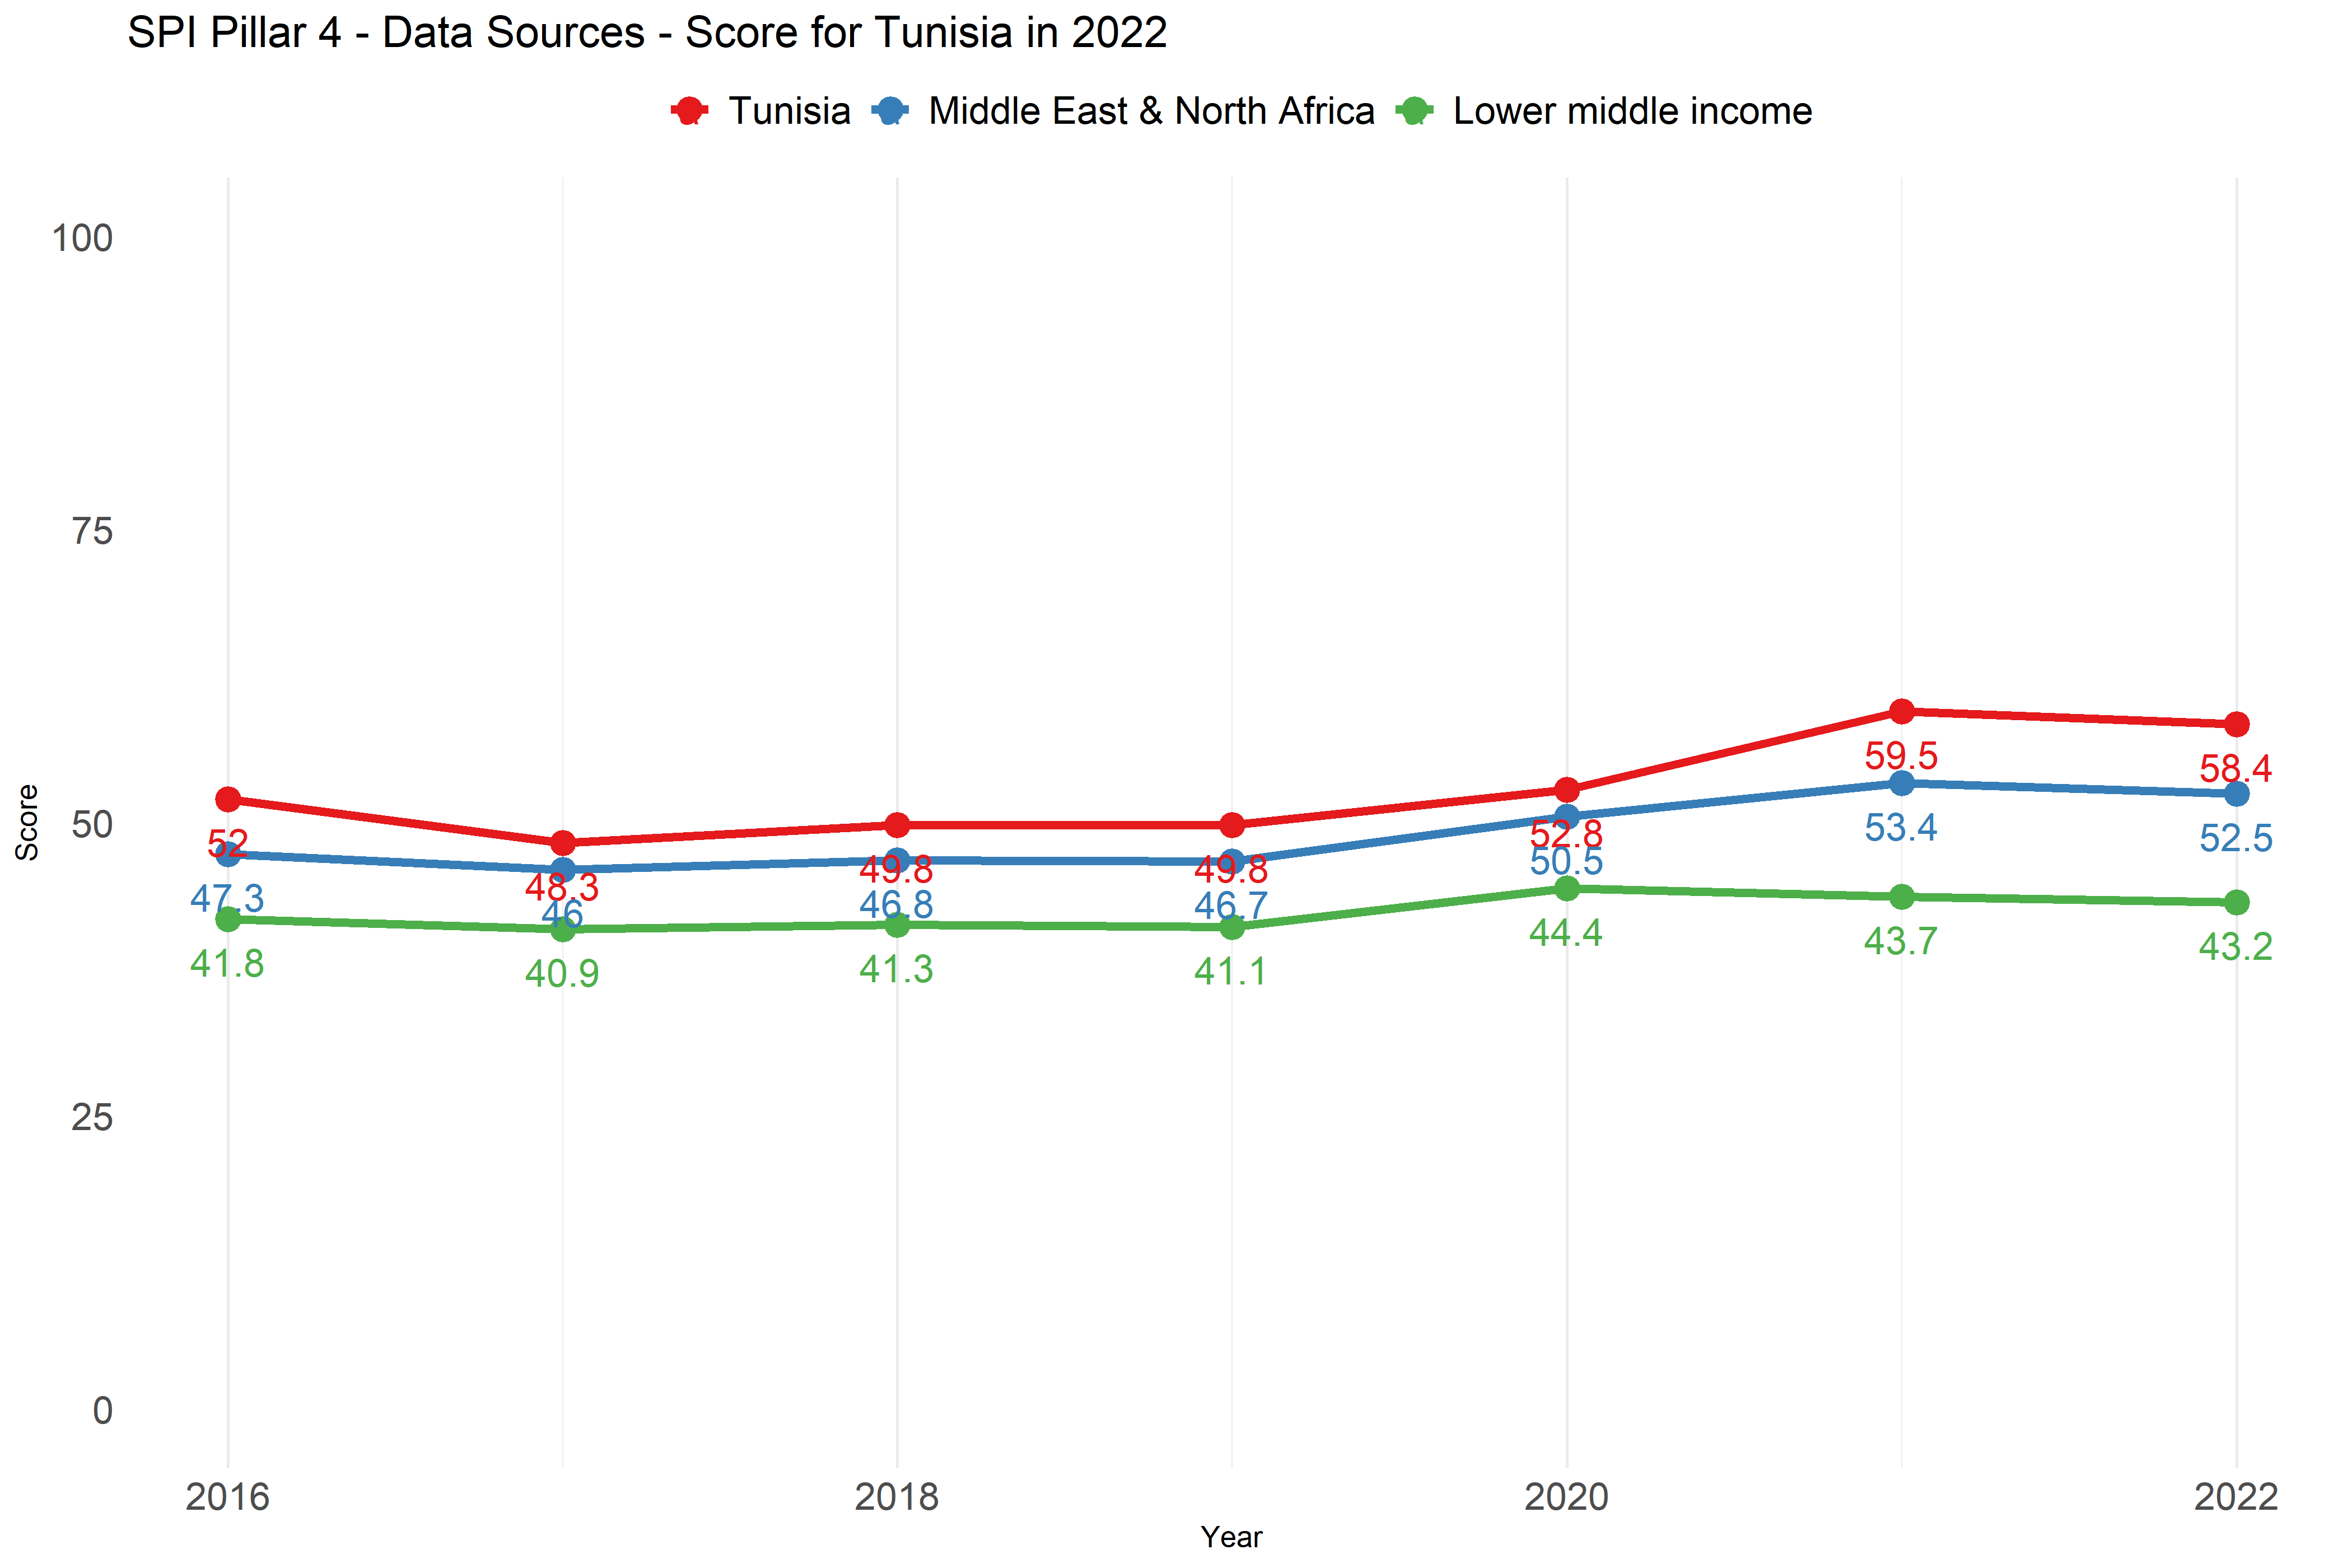 SPI Pillar 4 - Data Sources - Score for Tunisia in 2022
Tunisia Middle East & North Africa Lower middle income
100
75
50
25
0
Score
52 48.3 49.8 49.8 52.8 59.5 58.4
47.3 46 46.8 46.7 50.5 53.4 52.5
41.8 40.9 41.3 41.1 44.4 43.7 43.2
2016 2018 2020 2022
Year